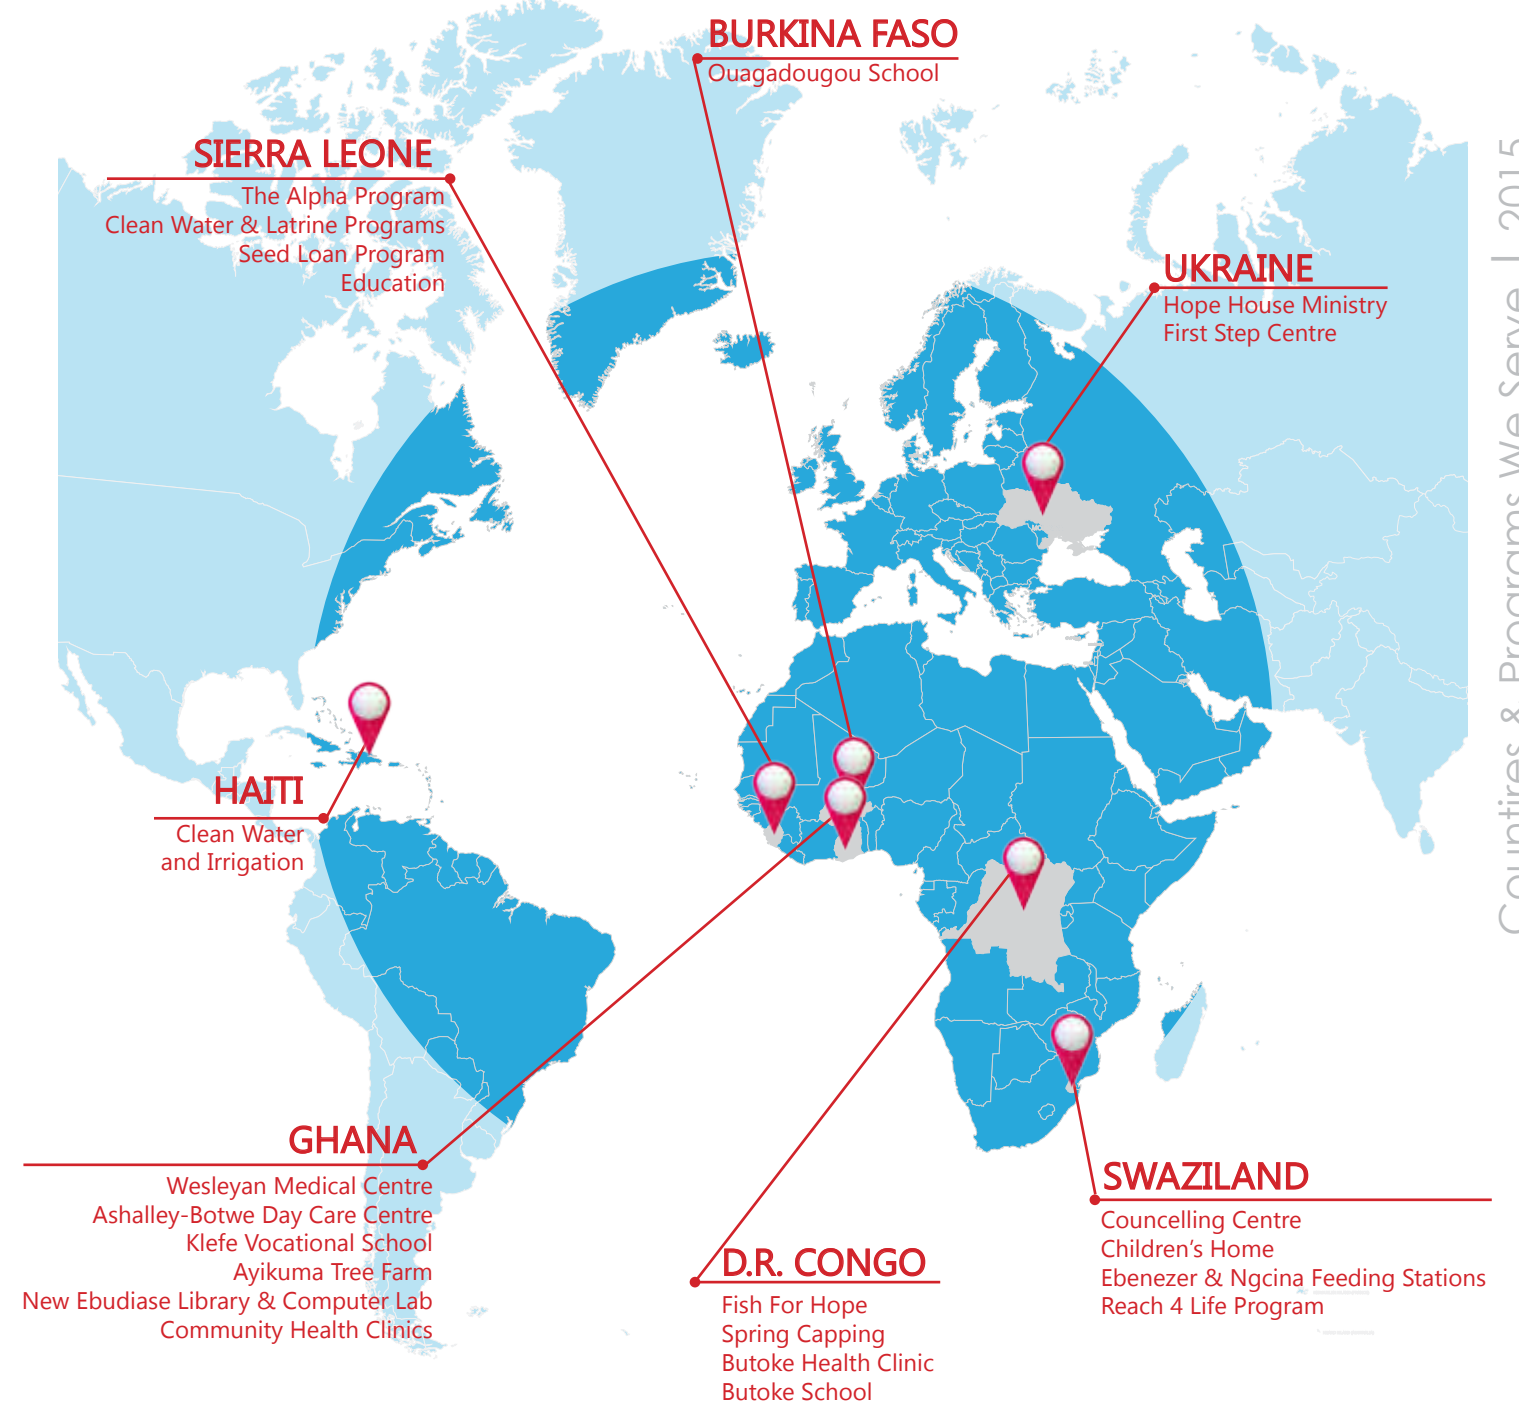 BURKINA FASO
Ouagadougou School
SIERRA LEONE
The Alpha Program
Clean Water & Latrine Programs
Seed Loan Program
Education
UKRAINE
Hope House Ministry
First Step Centre
HAITI
Clean Water
and Irrigation
GHANA
Wesleyan Medical Centre
Ashalley-Botwe Day Care Centre
Klefe Vocational School
Ayikuma Tree Farm
New Ebudiase Library & Computer Lab
Community Health Clinics
D.R. CONGO
Fish For Hope
Spring Capping
Butoke Health Clinic
Butoke School
SWAZILAND
Councelling Centre
Children's Home
Ebenezer & Ngcina Feeding Stations
Reach 4 Life Program
Countires & Programs We Serve | 2015